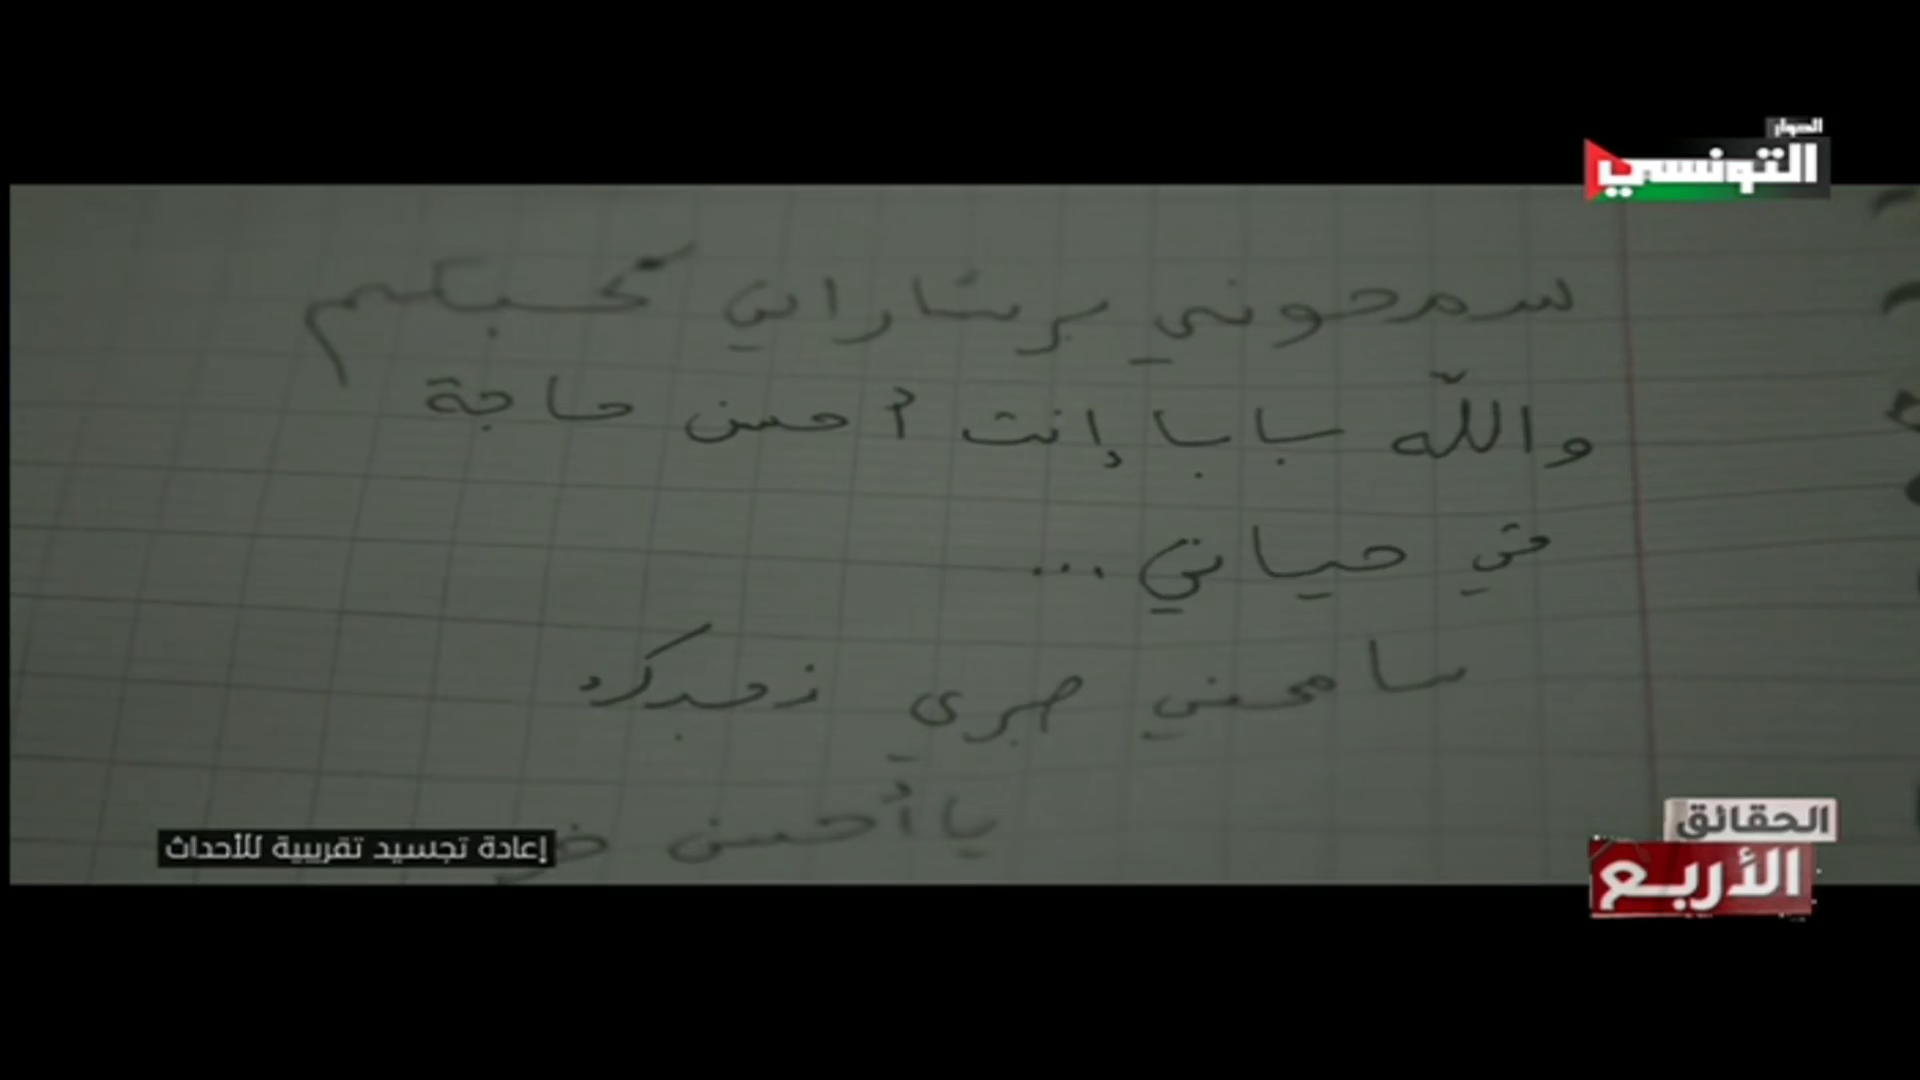 الحوار
التونسي
سمحوني برشا راني نحبكم
والله بابا إنت أحسن حاجة
في حياتي...
سامحني صبري نحبك
يا أحسن
إعادة تجسيد تقريبية للأحداث
الحقائق
الأربع